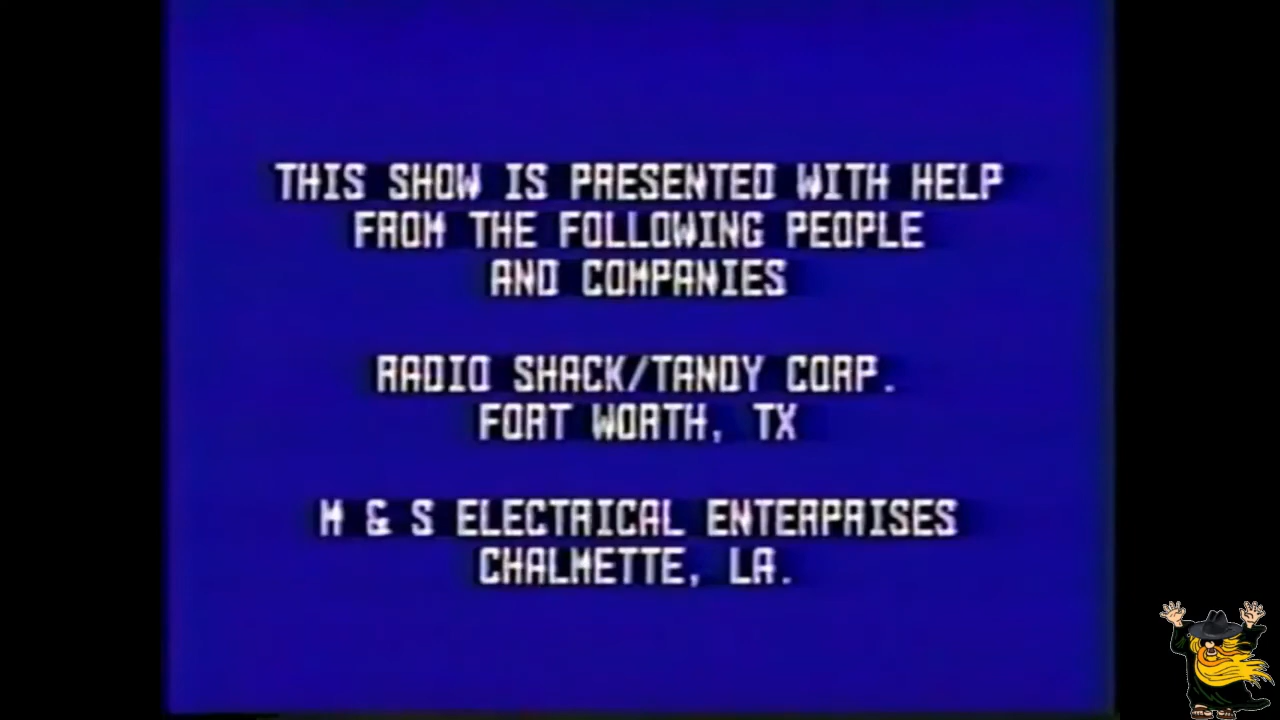 THIS SHOW IS PRESENTED WITH HELP
FROM THE FOLLOWING PEOPLE
AND COMPANIES
RADIO SHACK/TANDY CORP.
FORT WORTH, TX
M & S ELECTRICAL ENTERPRISES
CHALMETTE, LA.